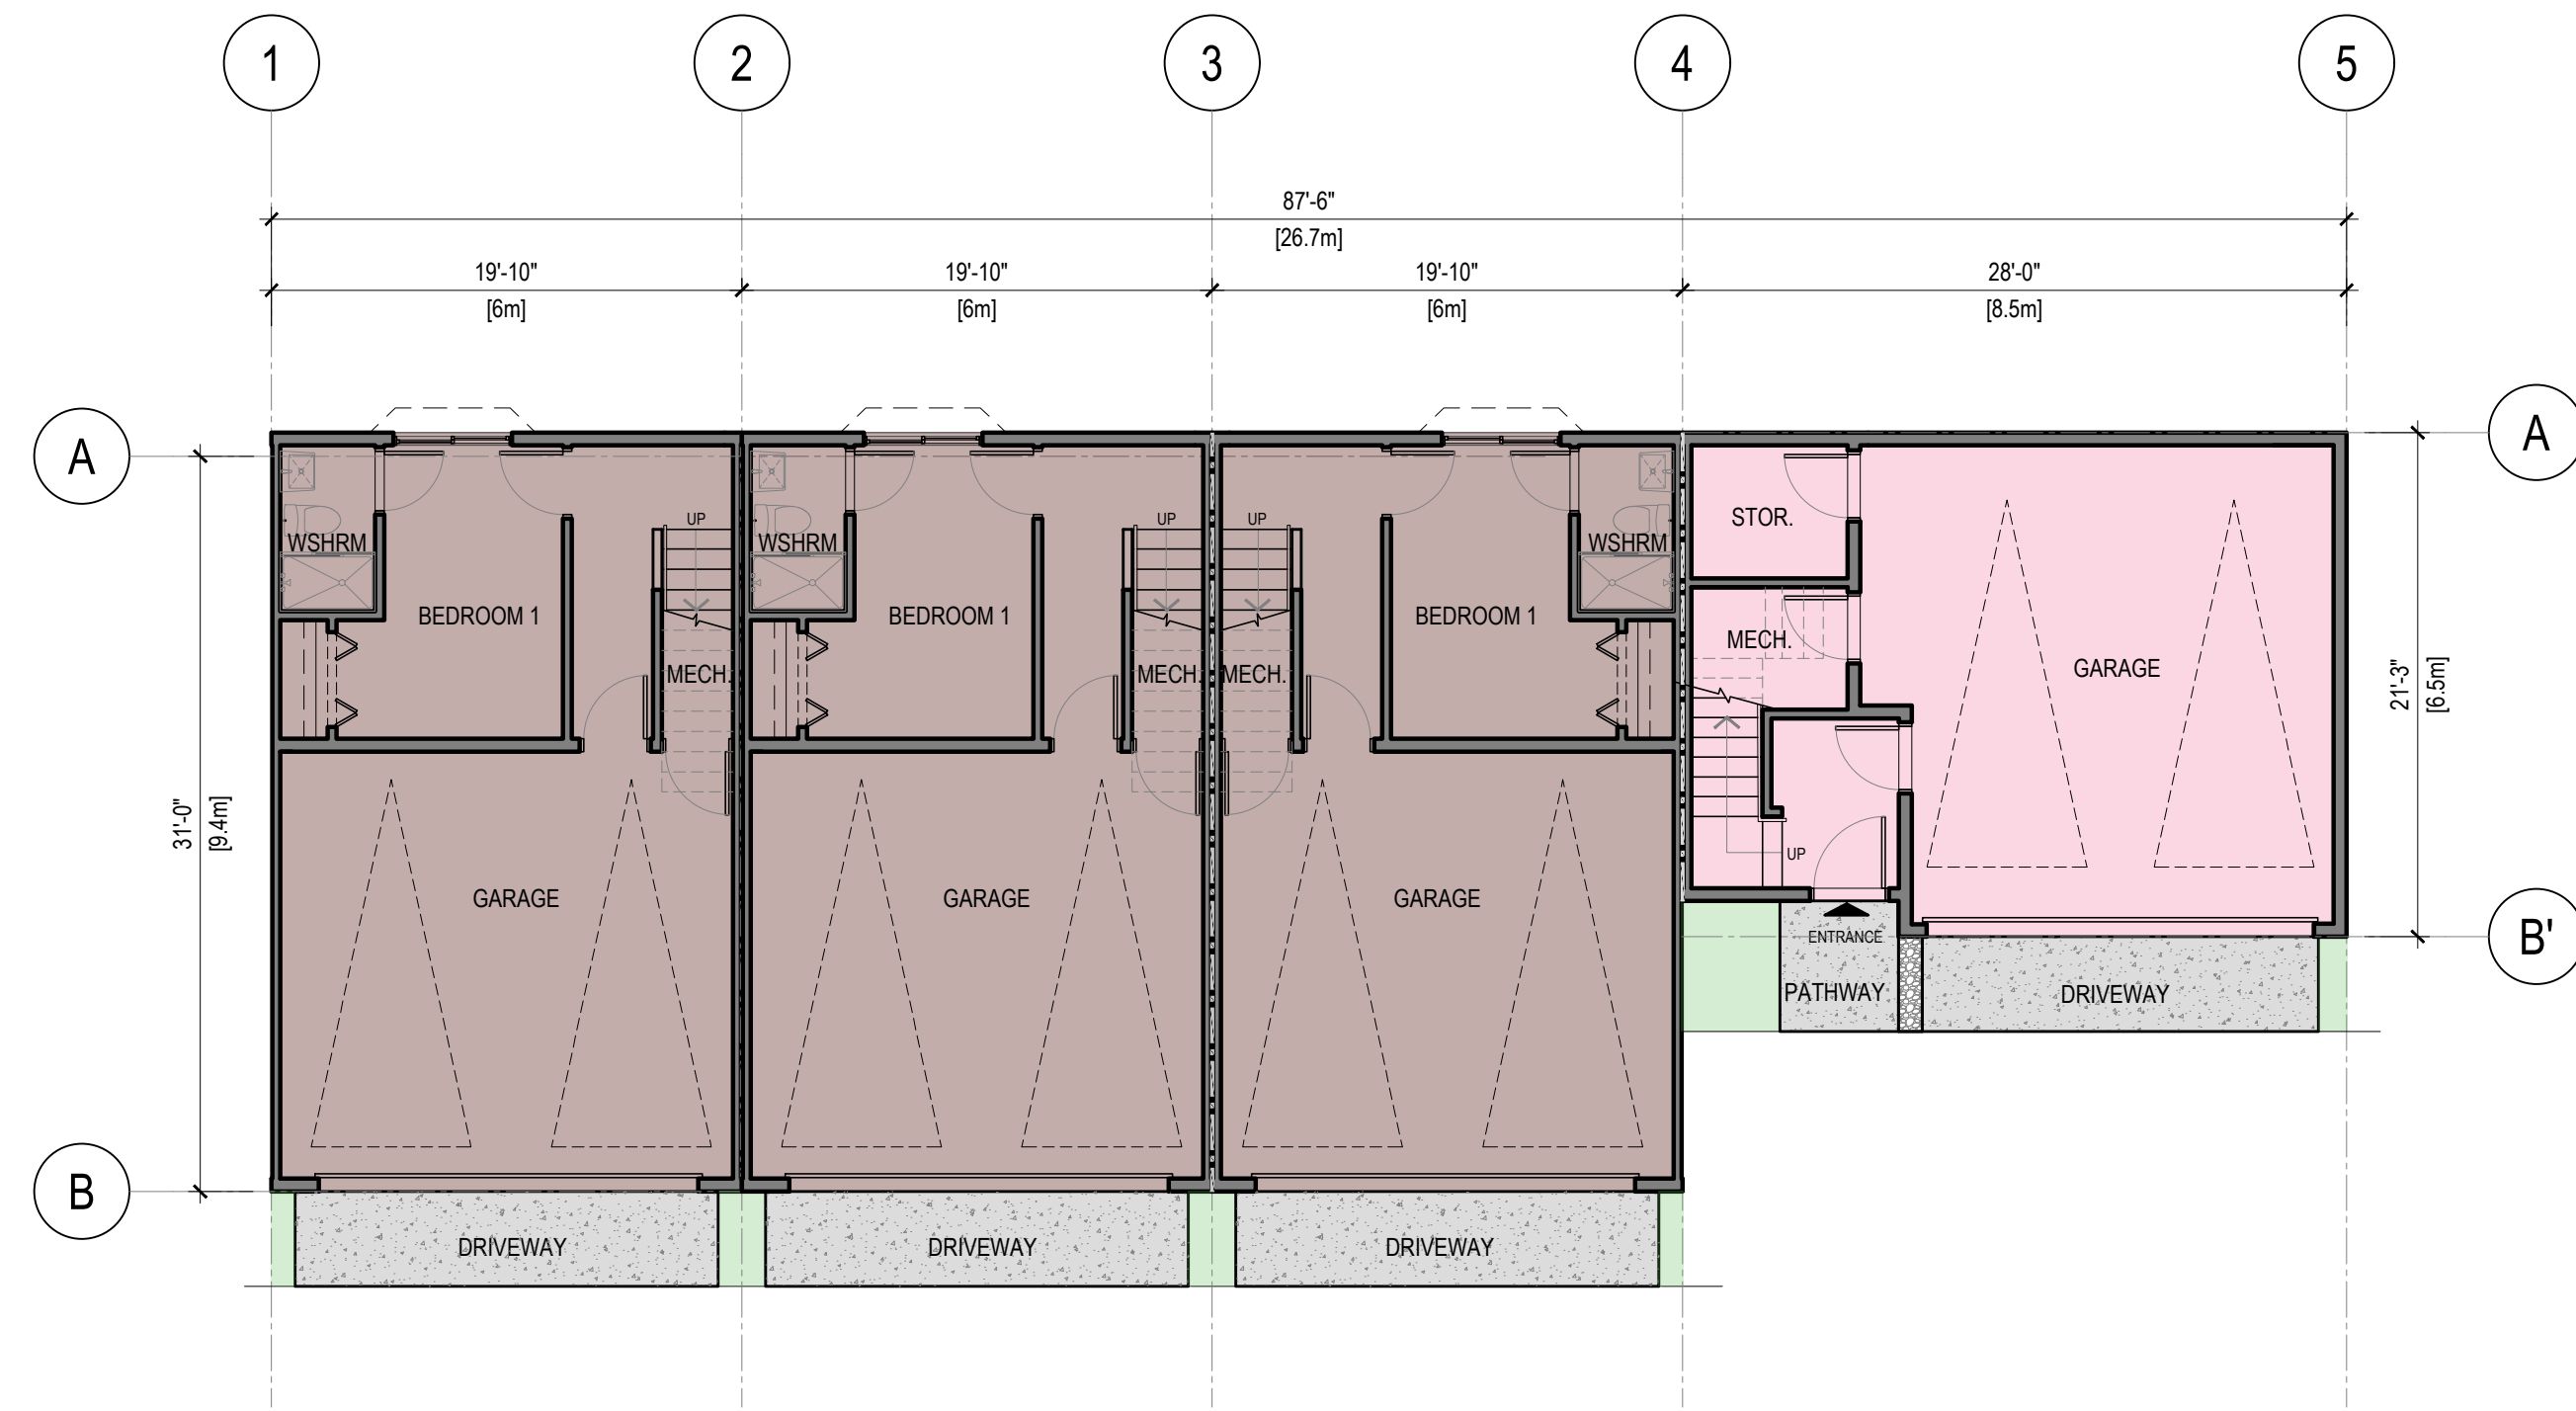 1
2
3
4
5
87'-6"
[26.7m]
19'-10"
19'-10"
19'-10"
28'-0"
[6m]
[6m]
[6m]
[8.5m]
A
A
UP
UP
UP
STOR.
WSHRM
WSHRM
WSHRM
BEDROOM 1
BEDROOM 1
BEDROOM 1
MECH.
MECH.
MECH.
MECH.
GARAGE
21'-3"
[6.5m]
31'-0"
[9.4m]
UP
GARAGE
GARAGE
GARAGE
ENTRANCE
B'
PATHWAY
DRIVEWAY
B
DRIVEWAY
DRIVEWAY
DRIVEWAY